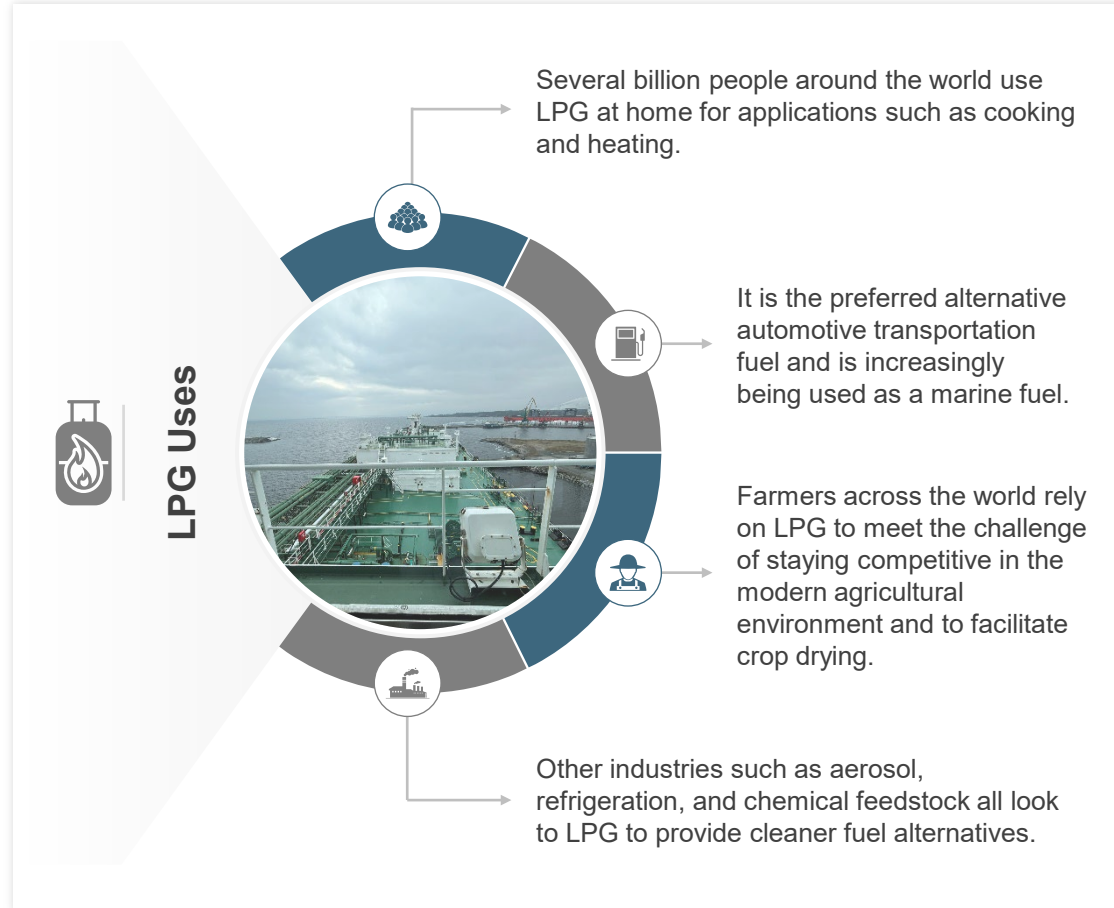 LPG Uses
Several billion people around the world use
LPG at home for applications such as cooking
and heating.
It is the preferred alternative
automotive transportation
fuel and is increasingly
being used as a marine fuel.
Farmers across the world rely
on LPG to meet the challenge
of staying competitive in the
modern agricultural
environment and to facilitate
crop drying.
Other industries such as aerosol,
refrigeration, and chemical feedstock all look
to LPG to provide cleaner fuel alternatives.